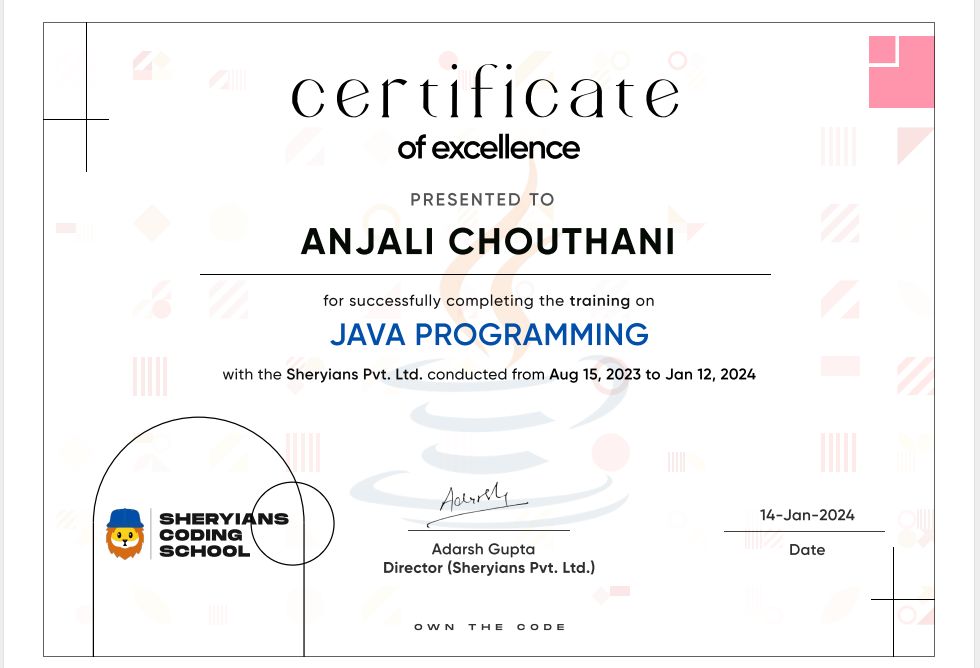 certificate
of excellence
PRESENTED TO
ANJALI CHOUTHANI
for successfully completing the training on
JAVA PROGRAMMING
with the Sheryians Pvt. Ltd. conducted from Aug 15, 2023 to Jan 12, 2024
SHERYIANS
CODING
SCHOOL
Adarsh
Adarsh Gupta
Director (Sheryians Pvt. Ltd.)
14-Jan-2024
Date
OWN THE CODE